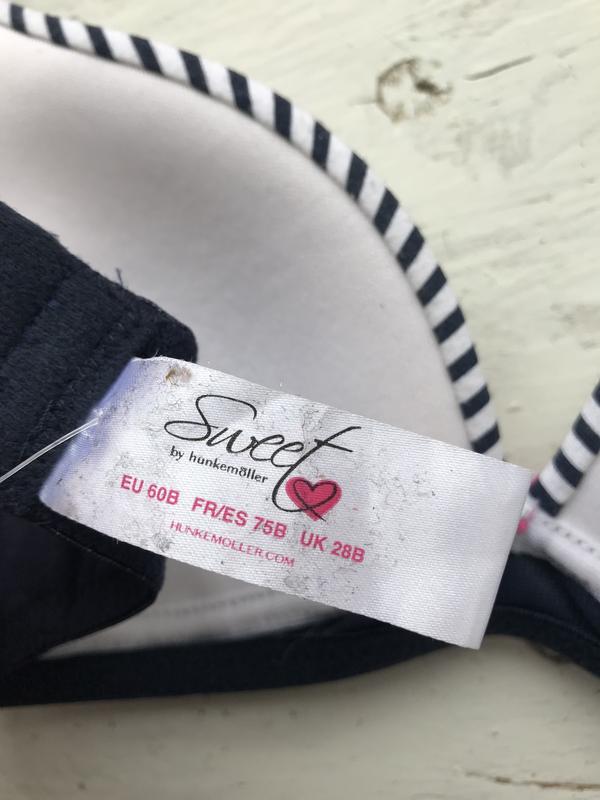 Sweet
by hunkemöller
EU 60B FR/ES 75B UK 28B
HUNKEMOLLER.COM